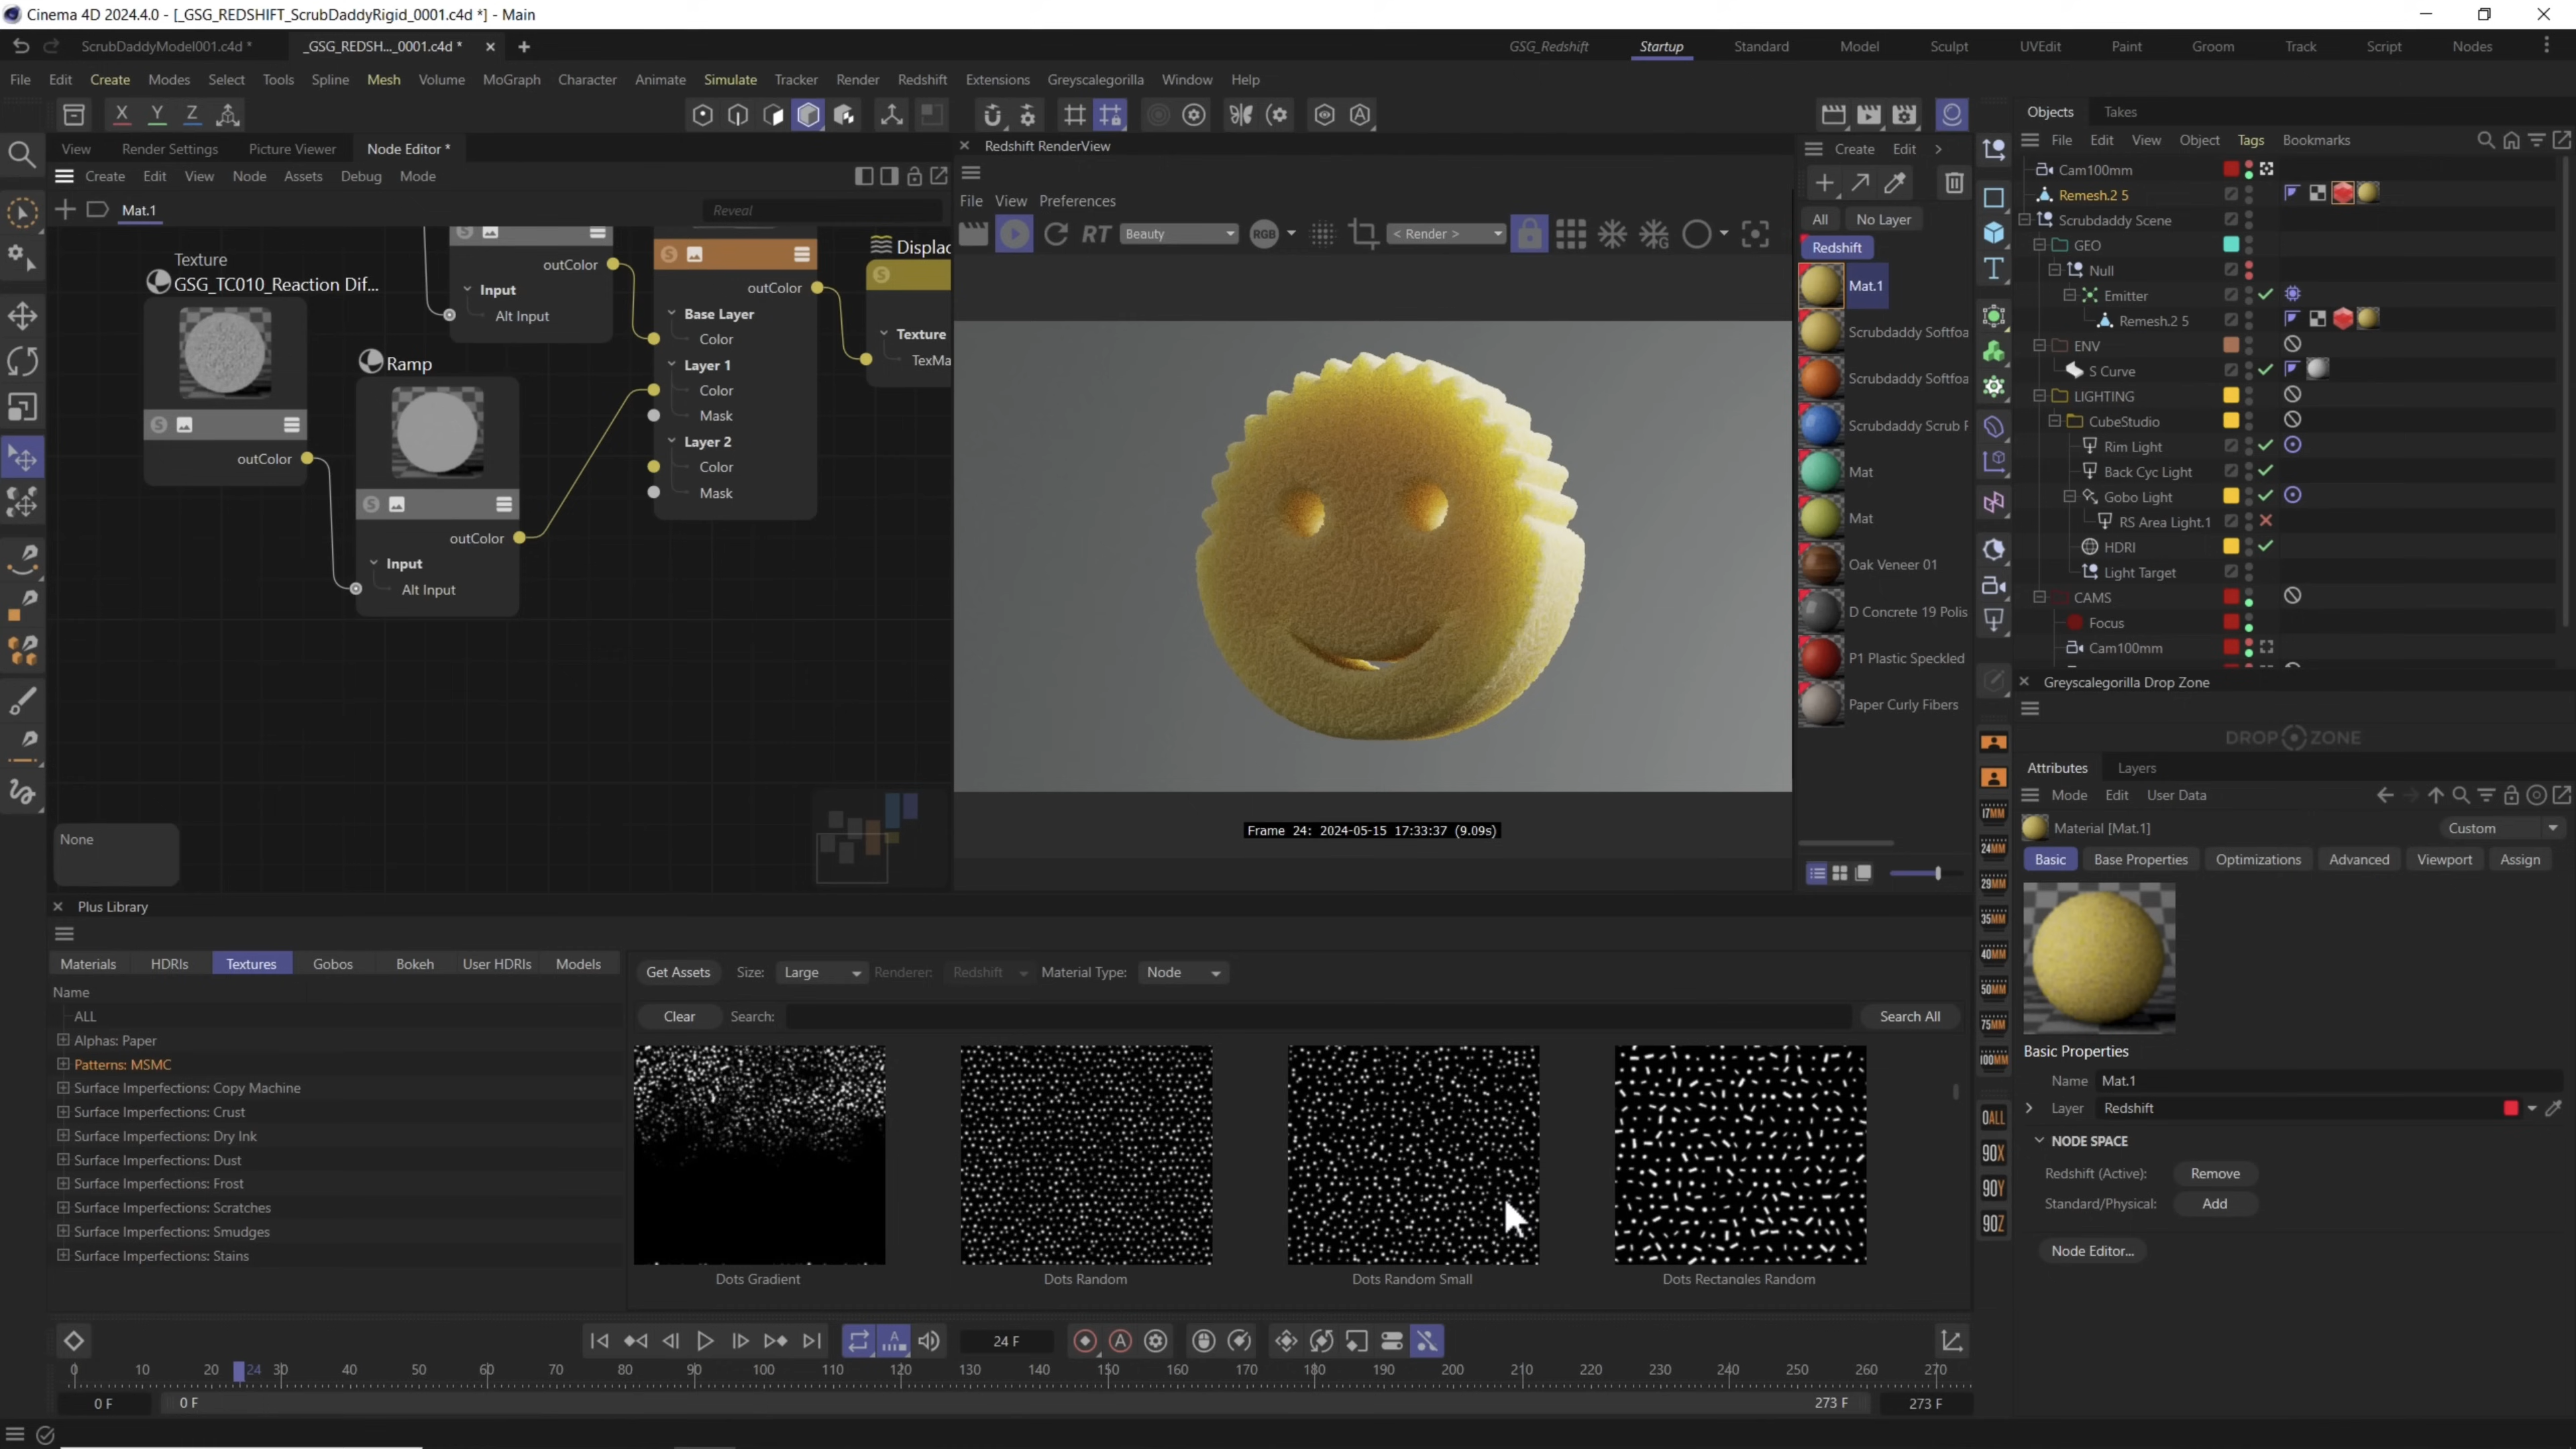 Cinema 4D 2024.4.0 - [_GSG_REDSHIFT_ScrubDaddyRigid_0001.c4d *] - Main
ScrubDaddyModel001.c4d *
_GSG_REDSH..._0001.c4d *
GSG_Redshift Startup Standard Model Sculpt UVEdit Paint Groom Track Script Nodes
File Edit Create Modes Select Tools Spline Mesh Volume MoGraph Character Animate Simulate Tracker Render Redshift Extensions Greyscalegorilla Window Help
X Y Z
View Render Settings Picture Viewer Node Editor *
Create Edit View Node Assets Debug Mode
Mat.1
Reveal
Texture
GSG_TC010_Reaction Dif...
outColor
Ramp
outColor
Input
Alt Input
outColor
Input
Alt Input
outColor
Base Layer
Color
Layer 1
Color
Mask
Layer 2
Color
Mask
Displac
Texture
TexMa
None
Redshift RenderView
File View Preferences
RT Beauty RGB < Render >
Frame 24: 2024-05-15 17:33:37 (9.09s)
Create Edit
All No Layer
Redshift
Mat.1
Scrubdaddy Softfoa
Scrubdaddy Softfoa
Scrubdaddy Scrub F
Mat
Mat
Oak Veneer 01
D Concrete 19 Polis
P1 Plastic Speckled
Paper Curly Fibers
17MM
24MM
29MM
35MM
40MM
50MM
75MM
100MM
0ALL
90X
90Y
90Z
Objects Takes
File Edit View Object Tags Bookmarks
Cam100mm
Remesh.2 5
Scrubdaddy Scene
GEO
Null
Emitter
Remesh.2 5
ENV
S Curve
LIGHTING
CubeStudio
Rim Light
Back Cyc Light
Gobo Light
RS Area Light.1
HDRI
Light Target
CAMS
Focus
Cam100mm
Greyscalegorilla Drop Zone
DROP ZONE
Attributes Layers
Mode Edit User Data
Material [Mat.1]
Custom
Basic Base Properties Optimizations Advanced Viewport Assign
Basic Properties
Name Mat.1
Layer Redshift
NODE SPACE
Redshift (Active): Remove
Standard/Physical: Add
Node Editor...
Plus Library
Materials HDRIs Textures Gobos Bokeh User HDRIs Models
Name
ALL
Alphas: Paper
Patterns: MSMC
Surface Imperfections: Copy Machine
Surface Imperfections: Crust
Surface Imperfections: Dry Ink
Surface Imperfections: Dust
Surface Imperfections: Frost
Surface Imperfections: Scratches
Surface Imperfections: Smudges
Surface Imperfections: Stains
Get Assets Size: Large Renderer: Redshift Material Type: Node
Clear Search: Search All
Dots Gradient
Dots Random
Dots Random Small
Dots Rectangles Random
24 F
0 10 20 24 30 40 50 60 70 80 90 100 110 120 130 140 150 160 170 180 190 200 210 220 230 240 250 260 270
0 F 0 F 273 F 273 F